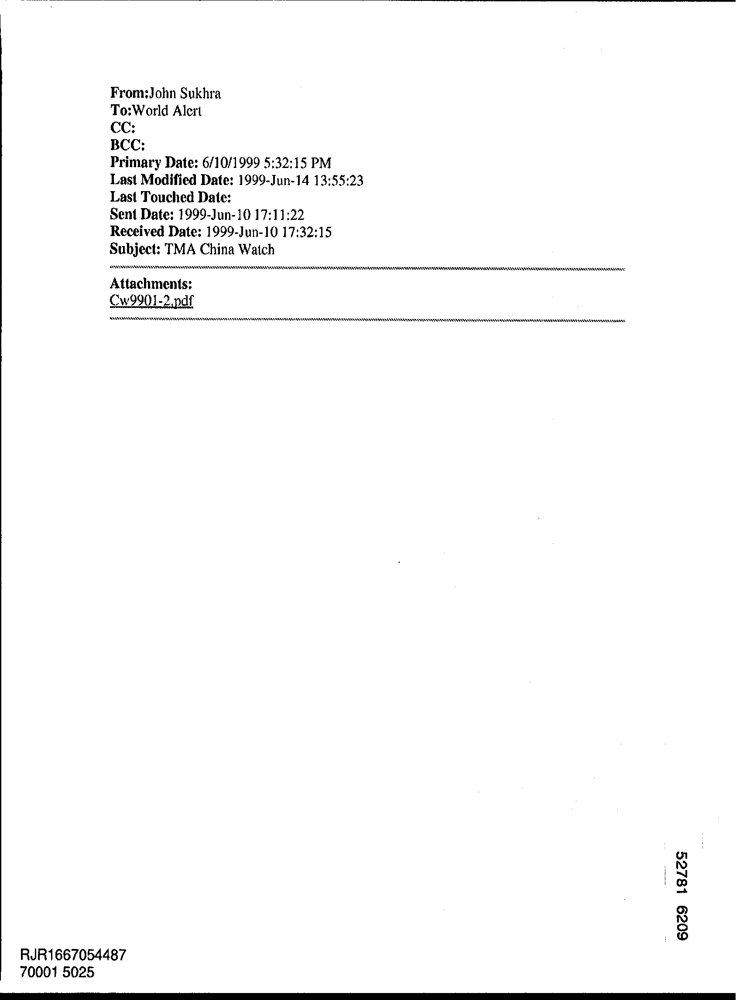 From:John Sukhra
To:World Alert
CC:
BCC:
Primary Date: 6/10/1999 5:32:15 PM
Last Modified Date: 1999-Jun-14 13:55:23
Last Touched Date:
Sent Date: 1999-Jun-10 17:11:22
Received Date: 1999-Jun-10 17:32:15
Subject: TMA China Watch
Attachments:
Cw9901-2.pdf
52781 6209
RJR1667054487
70001 5025